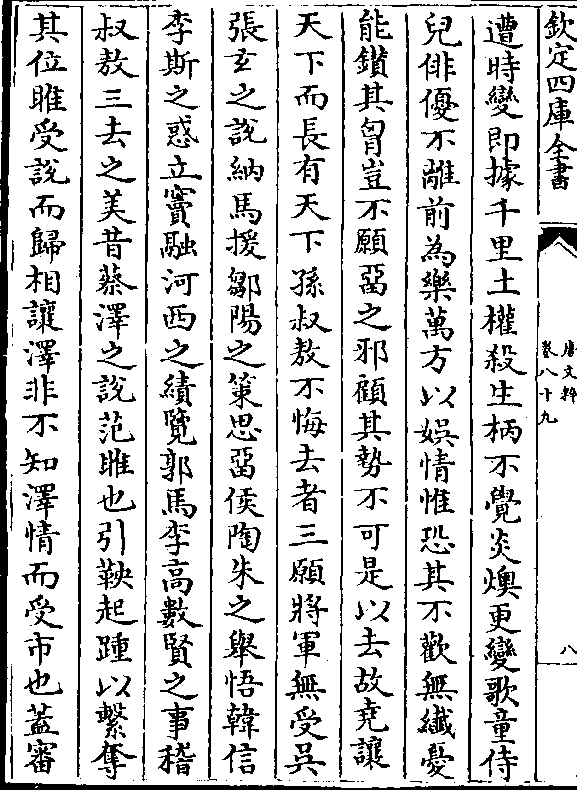 欽定四庫全書
唐文粹
卷八十九
八
遭時變即據千里土權殺生柄不覺炎燠更變歌童侍
兒俳優不離前為樂萬方以娛情惟恐其不歡無纖憂
能鑚其胷豈不願畱之邪顧其勢不可是以去故堯讓
天下而長有天下孫叔敖不悔去者三願將軍無受吳
張玄之說納馬援鄒陽之策思畱侯陶朱之舉悟韓信
李斯之惑立竇融河西之績覽郭馬李高數賢之事稽
叔敖三去之美昔蔡澤之說范雎也引鞅起踵以繫奪
其位雎受說而歸相讓澤非不知澤情而受市也蓋審